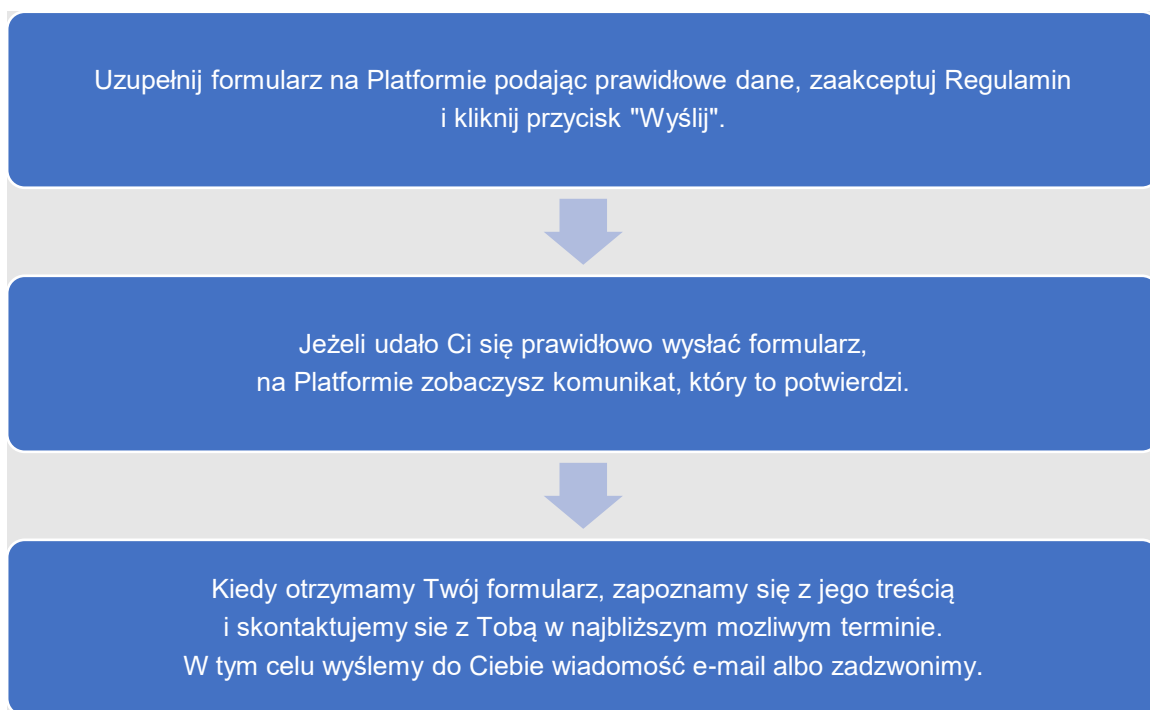 Uzupełnij formularz na Platformie podając prawidłowe dane, zaakceptuj Regulamin
i kliknij przycisk "Wyślij".
Jeżeli udało Ci się prawidłowo wysłać formularz,
na Platformie zobaczysz komunikat, który to potwierdzi.
Kiedy otrzymamy Twój formularz, zapoznamy się z jego treścią
i skontaktujemy sie z Tobą w najbliższym mozliwym terminie.
W tym celu wyślemy do Ciebie wiadomość e-mail albo zadzwonimy.